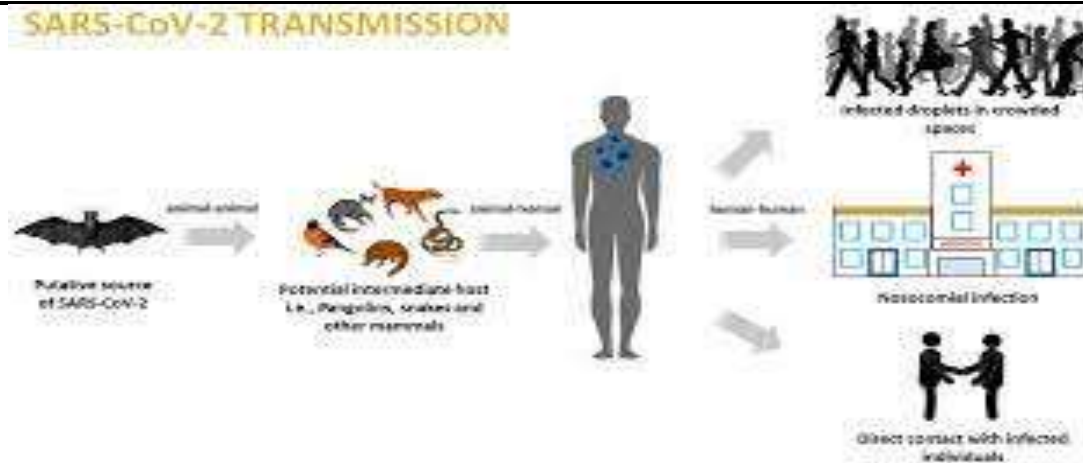 SARS-CoV-2 TRANSMISSION
Infected droplets in crowded
spaces
animal-animal
animal-human
human-human
Putative source
of SARS-CoV-2
Potential intermediate host
i.e., Pangolins, snakes and
other mammals
Nosocomial infection
Direct contact with infected
individuals